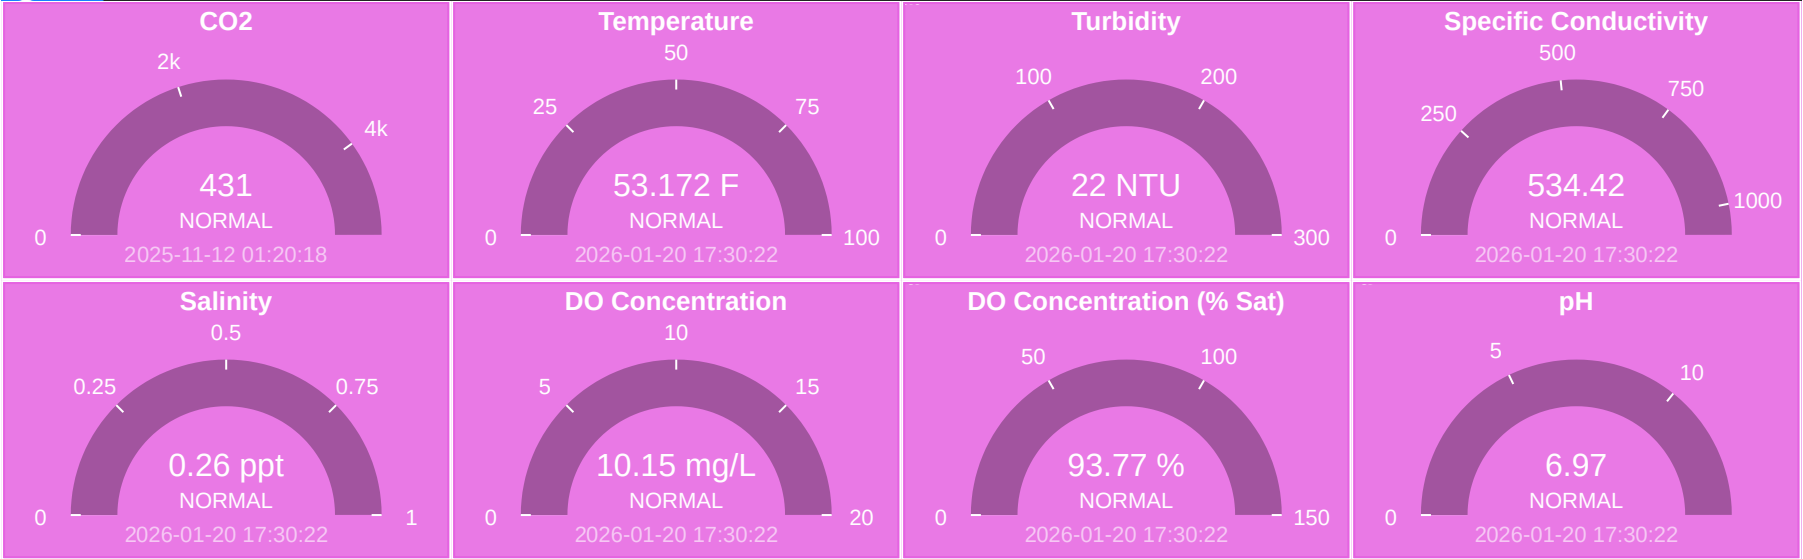 CO2
2k
4k
0
431
NORMAL
2025-11-12 01:20:18
Temperature
50
25
75
0
100
53.172 F
NORMAL
2026-01-20 17:30:22
Turbidity
100
200
0
300
22 NTU
NORMAL
2026-01-20 17:30:22
Specific Conductivity
500
750
250
1000
0
534.42
NORMAL
2026-01-20 17:30:22
Salinity
0.5
0.25
0.75
0
1
0.26 ppt
NORMAL
2026-01-20 17:30:22
DO Concentration
10
5
15
0
20
10.15 mg/L
NORMAL
2026-01-20 17:30:22
DO Concentration (% Sat)
50
100
0
150
93.77 %
NORMAL
2026-01-20 17:30:22
pH
5
10
0
6.97
NORMAL
2026-01-20 17:30:22